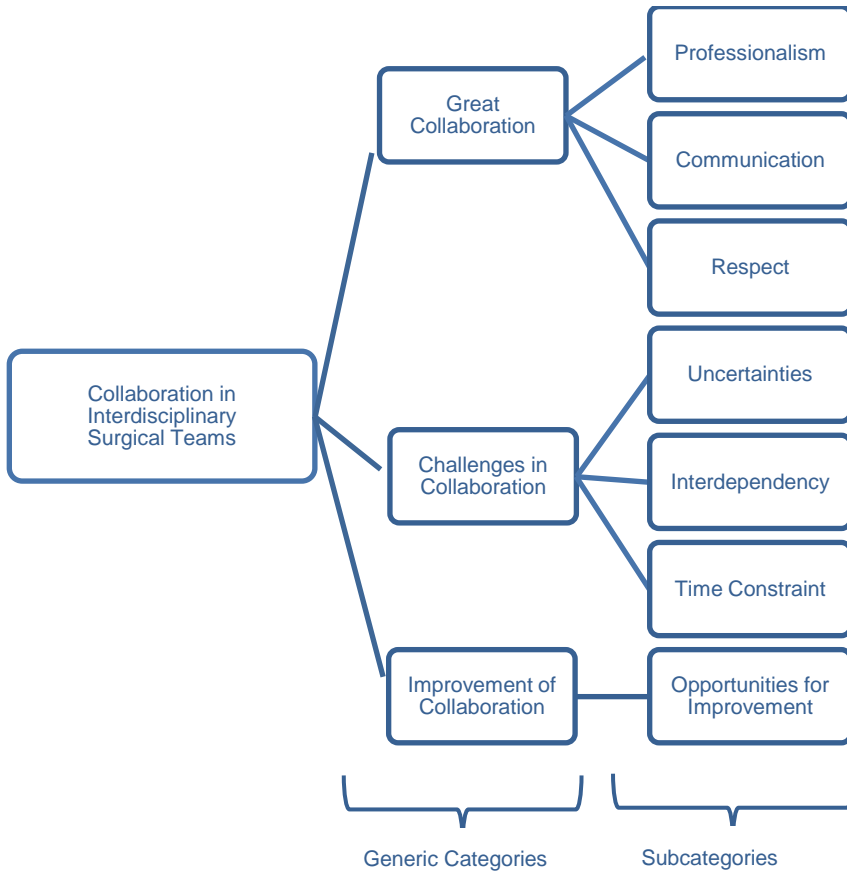 Collaboration in
Interdisciplinary
Surgical Teams
Great
Collaboration
Professionalism
Communication
Respect
Challenges in
Collaboration
Uncertainties
Interdependency
Time Constraint
Improvement of
Collaboration
Opportunities for
Improvement
Generic Categories
Subcategories